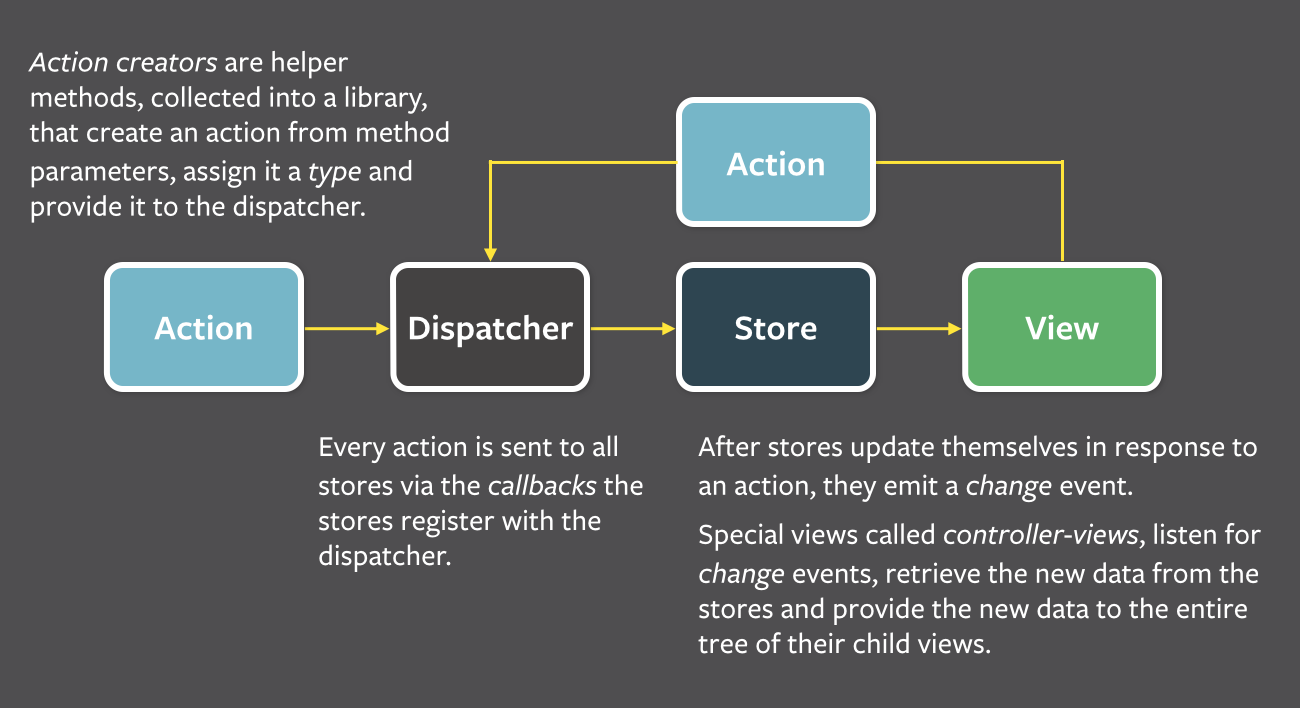 Action creators are helper
methods, collected into a library,
that create an action from method
parameters, assign it a type and
provide it to the dispatcher.
Action
Action
Dispatcher
Store
View
Every action is sent to all
stores via the callbacks the
stores register with the
dispatcher.
After stores update themselves in response to
an action, they emit a change event.
Special views called controller-views, listen for
change events, retrieve the new data from the
stores and provide the new data to the entire
tree of their child views.